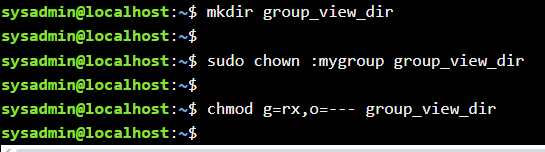 sysadmin@localhost:~$ mkdir group_view_dir
sysadmin@localhost:~$
sysadmin@localhost:~$ sudo chown :mygroup group_view_dir
sysadmin@localhost:~$
sysadmin@localhost:~$ chmod g=rx,o=--- group_view_dir
sysadmin@localhost:~$